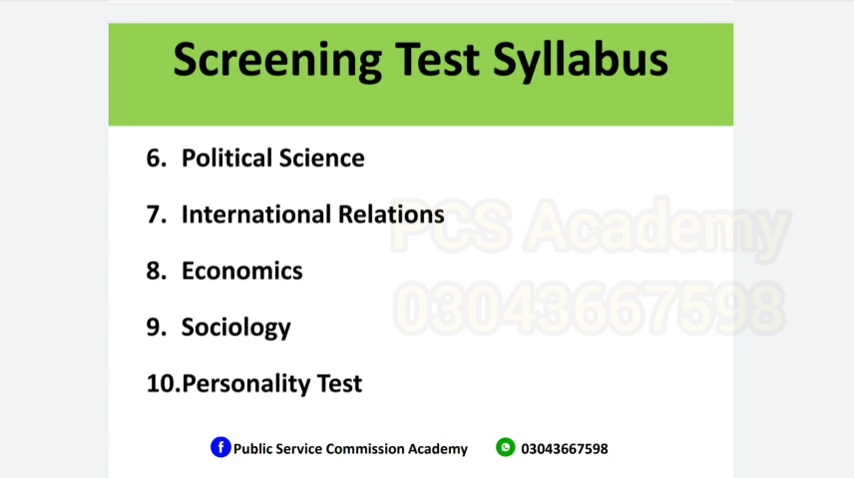 Screening Test Syllabus
6. Political Science
7. International Relations
PCS Academy
8. Economics
03043667598
9. Sociology
10.Personality Test
Public Service Commission Academy 03043667598